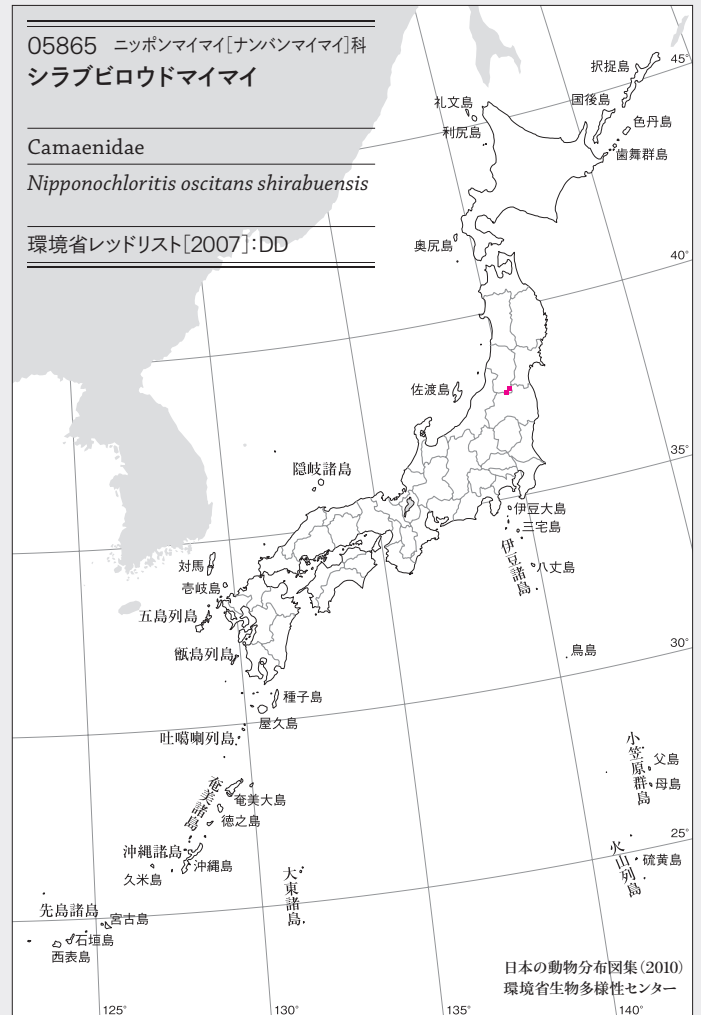 05865 ニッポンマイマイ[ナンバンマイマイ]科
シラブビロウドマイマイ
Camaenidae
Nipponochloritis oscitans shirabuensis
環境省レッドリスト[2007]:DD
択捉島
45°
礼文島
国後島
利尻島
色丹島
歯舞群島
奥尻島
40°
佐渡島
35°
隠岐諸島
伊豆大島
三宅島
伊豆諸島
八丈島
対馬
壱岐島
五島列島
甑島列島
鳥島
30°
種子島
屋久島
吐噶喇列島
小笠原群島
父島
母島
奄美諸島
奄美大島
徳之島
沖縄諸島
沖縄島
久米島
25°
火山列島
硫黄島
大東諸島
先島諸島
宮古島
石垣島
西表島
日本の動物分布図集(2010)
環境省生物多様性センター
125°
130°
135°
140°